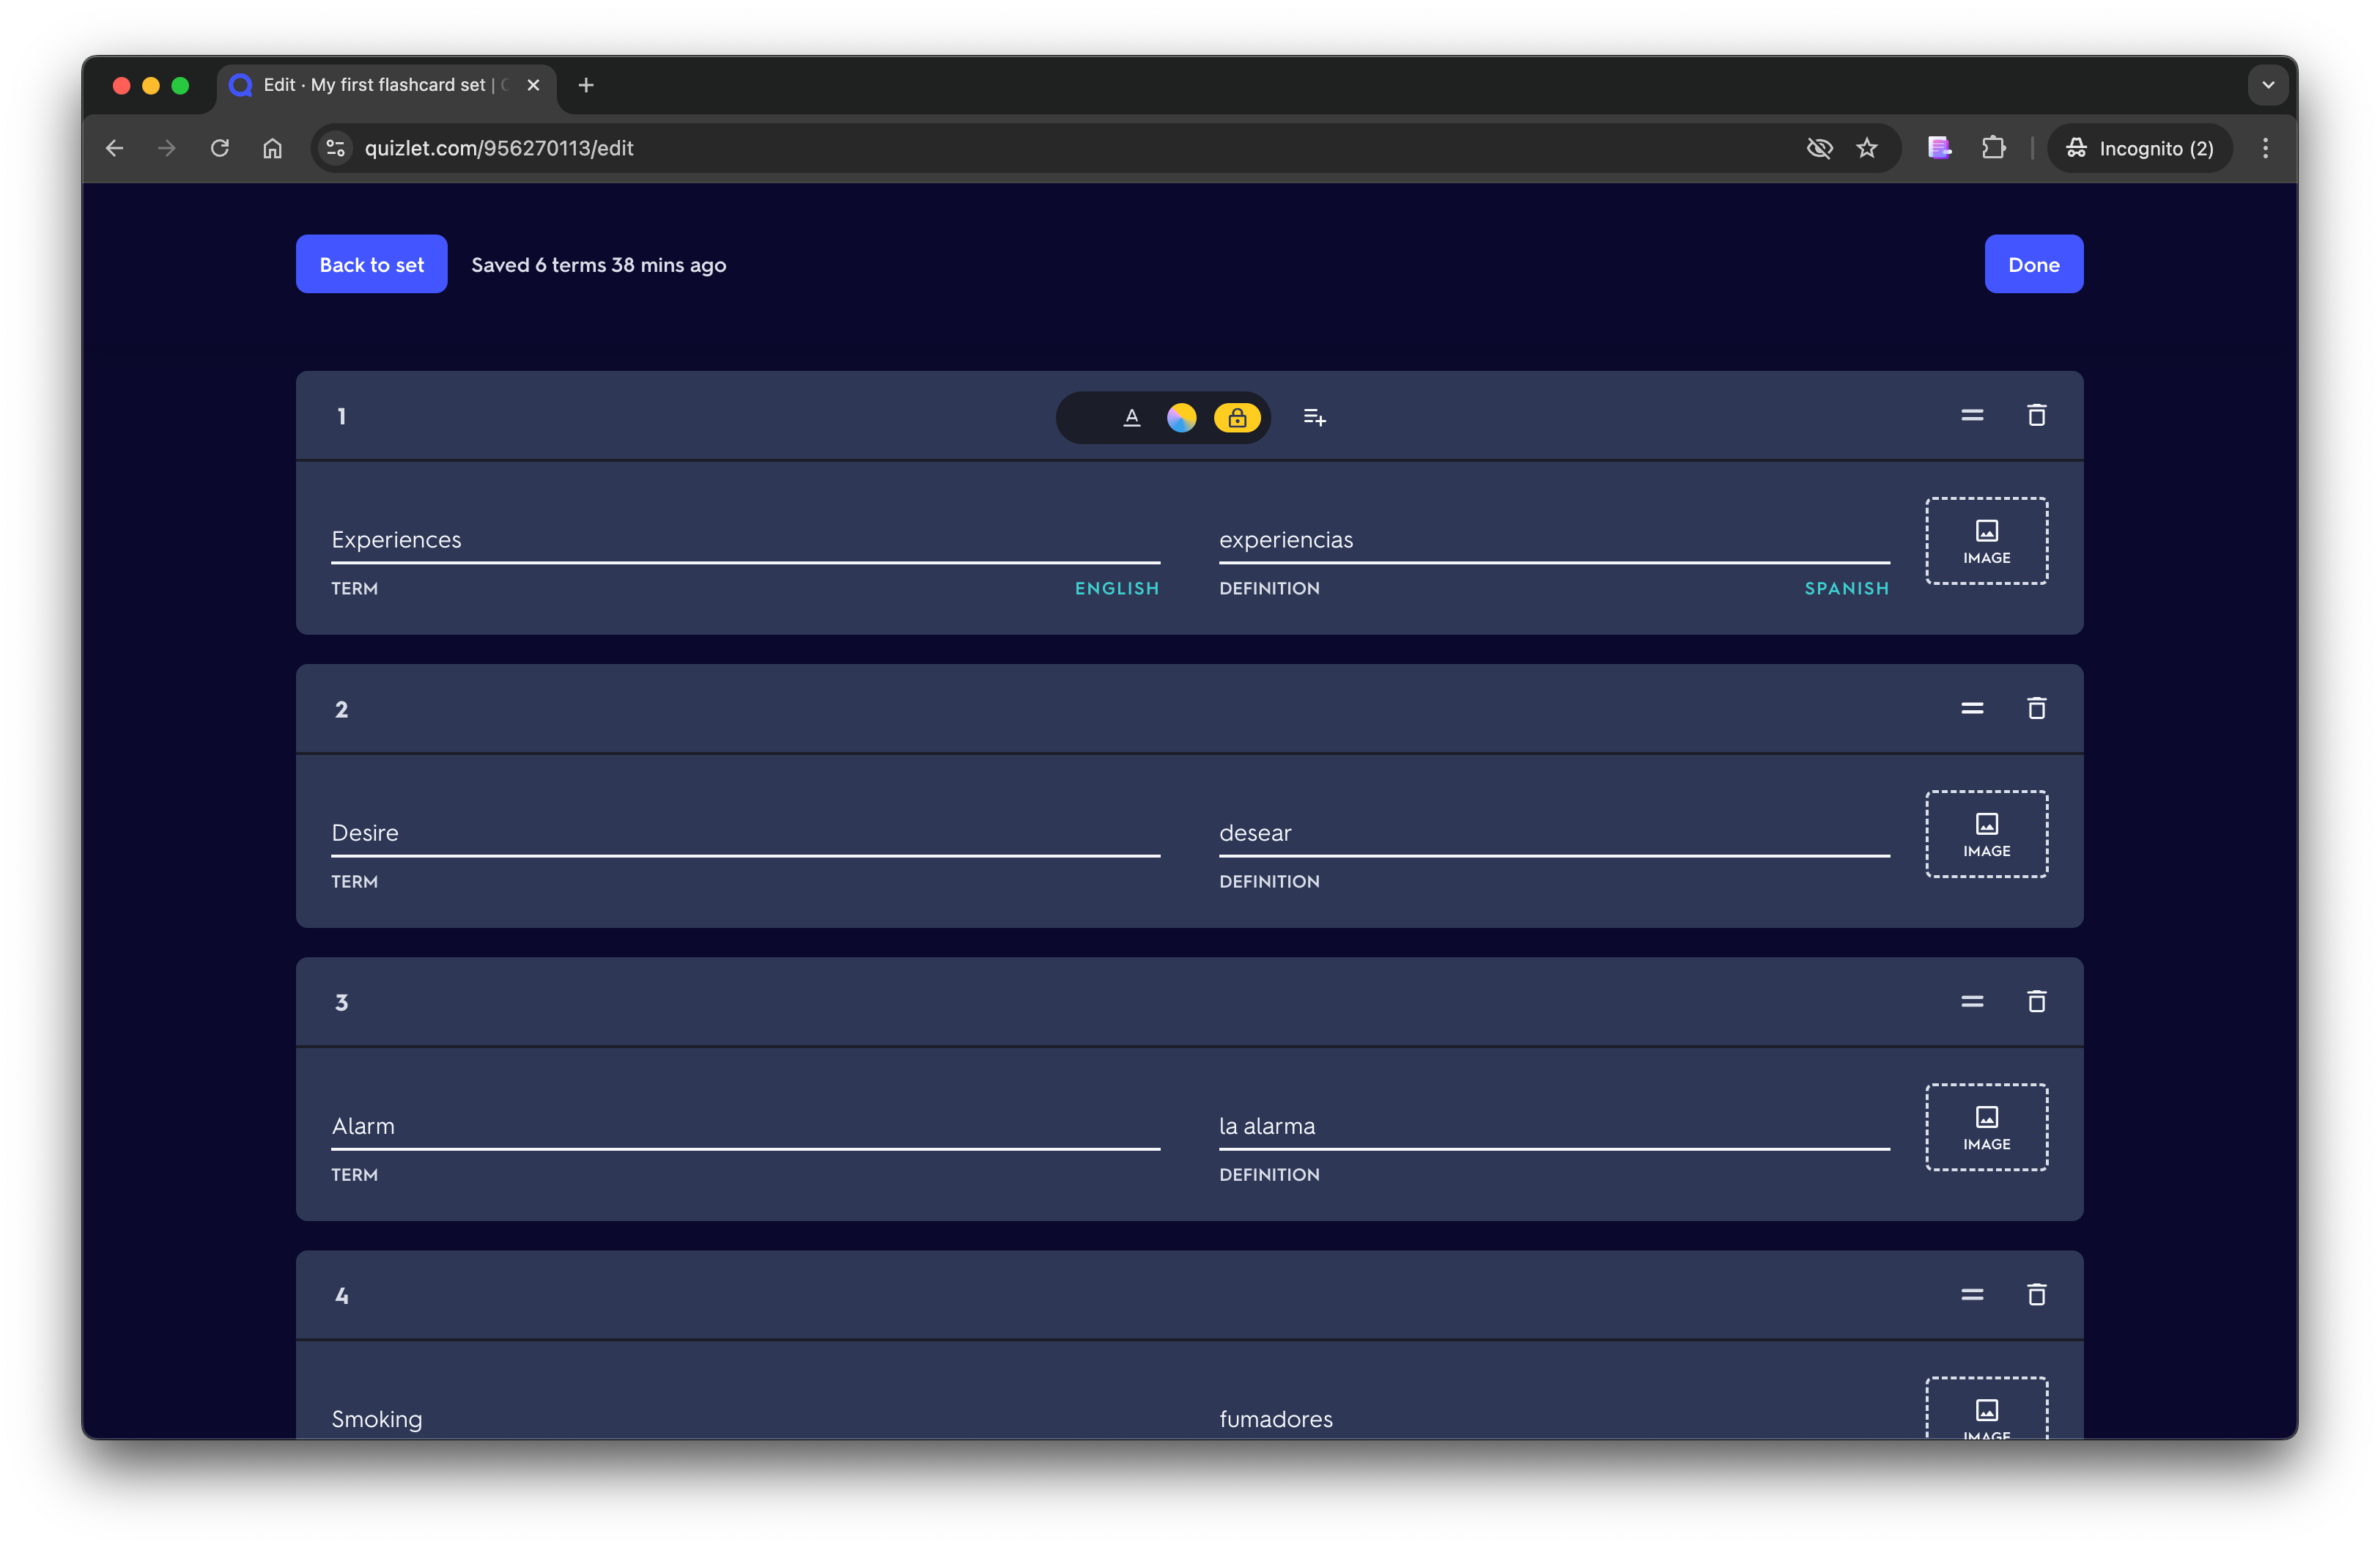 Edit · My first flashcard set |
quizlet.com/956270113/edit
Incognito (2)
Back to set
Saved 6 terms 38 mins ago
Done
1
A
Experiences
experiencias
IMAGE
TERM
ENGLISH
DEFINITION
SPANISH
2
Desire
desear
IMAGE
TERM
DEFINITION
3
Alarm
la alarma
IMAGE
TERM
DEFINITION
4
Smoking
fumadores
IMAGE